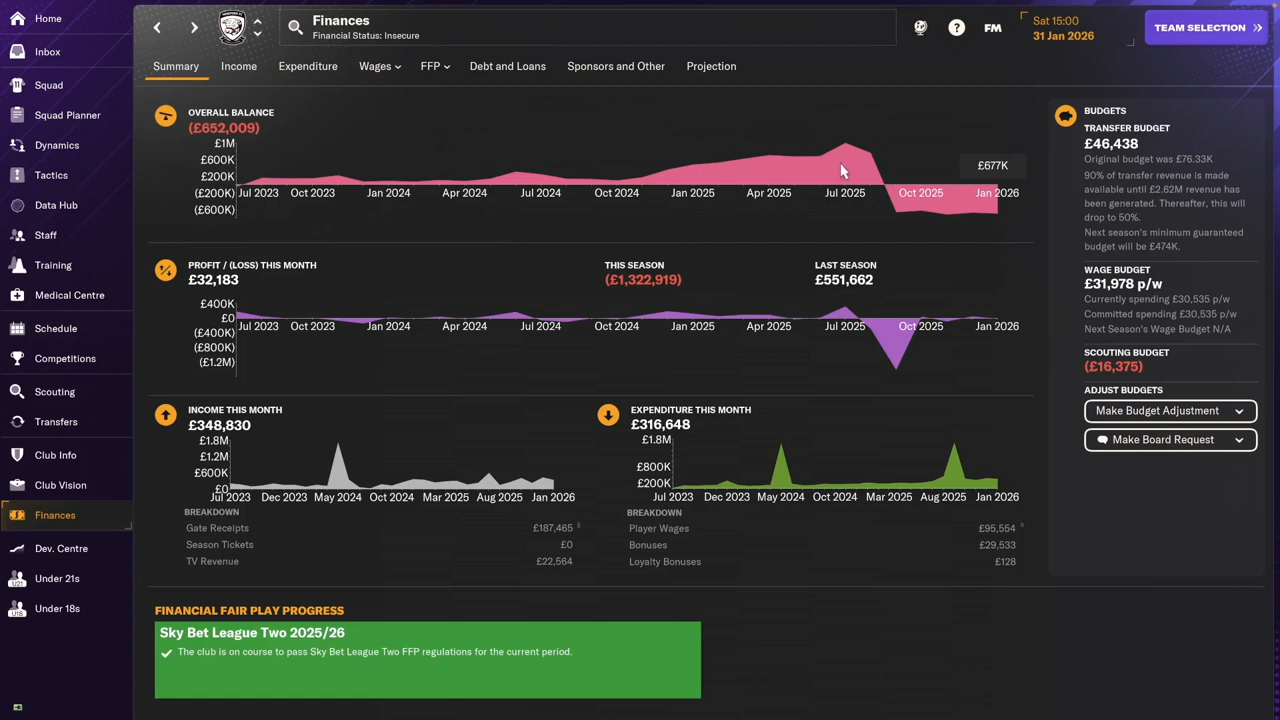 Home
Inbox
Squad
Squad Planner
Dynamics
Tactics
Data Hub
Staff
Training
Medical Centre
Schedule
Competitions
Scouting
Transfers
Club Info
Club Vision
Finances
Dev. Centre
Under 21s
Under 18s
Finances
Financial Status: Insecure
FM
Sat 15:00
31 Jan 2026
TEAM SELECTION
Summary
Income
Expenditure
Wages
FFP
Debt and Loans
Sponsors and Other
Projection
OVERALL BALANCE
(£652,009)
£1M
£600K
£200K
(£200K)
(£600K)
£677K
Jul 2023 Oct 2023 Jan 2024 Apr 2024 Jul 2024 Oct 2024 Jan 2025 Apr 2025 Jul 2025 Oct 2025 Jan 2026
PROFIT / (LOSS) THIS MONTH
£32,183
THIS SEASON
(£1,322,919)
LAST SEASON
£551,662
£400K
£0
(£400K)
(£800K)
(£1.2M)
Jul 2023 Oct 2023 Jan 2024 Apr 2024 Jul 2024 Oct 2024 Jan 2025 Apr 2025 Jul 2025 Oct 2025 Jan 2026
INCOME THIS MONTH
£348,830
£1.8M
£1.2M
£600K
£0
Jul 2023 Dec 2023 May 2024 Oct 2024 Mar 2025 Aug 2025 Jan 2026
BREAKDOWN
Gate Receipts £187,465
Season Tickets £0
TV Revenue £22,564
EXPENDITURE THIS MONTH
£316,648
£1.8M
£800K
£200K
Jul 2023 Dec 2023 May 2024 Oct 2024 Mar 2025 Aug 2025 Jan 2026
BREAKDOWN
Player Wages £95,554
Bonuses £29,533
Loyalty Bonuses £128
FINANCIAL FAIR PLAY PROGRESS
Sky Bet League Two 2025/26
The club is on course to pass Sky Bet League Two FFP regulations for the current period.
BUDGETS
TRANSFER BUDGET
£46,438
Original budget was £76.33K
90% of transfer revenue is made
available until £2.62M revenue has
been generated. Thereafter, this will
drop to 50%.
Next season's minimum guaranteed
budget will be £474K.
WAGE BUDGET
£31,978 p/w
Currently spending £30,535 p/w
Committed spending £30,535 p/w
Next Season's Wage Budget N/A
SCOUTING BUDGET
(£16,375)
ADJUST BUDGETS
Make Budget Adjustment
Make Board Request